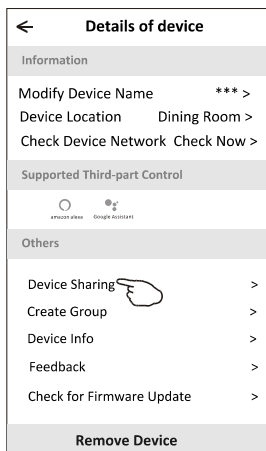 ← Details of device
Information
Modify Device Name *** >
Device Location Dining Room >
Check Device Network Check Now >
Supported Third-part Control
amazon alexa Google Assistant
Others
Device Sharing >
Create Group >
Device Info >
Feedback >
Check for Firmware Update >
Remove Device